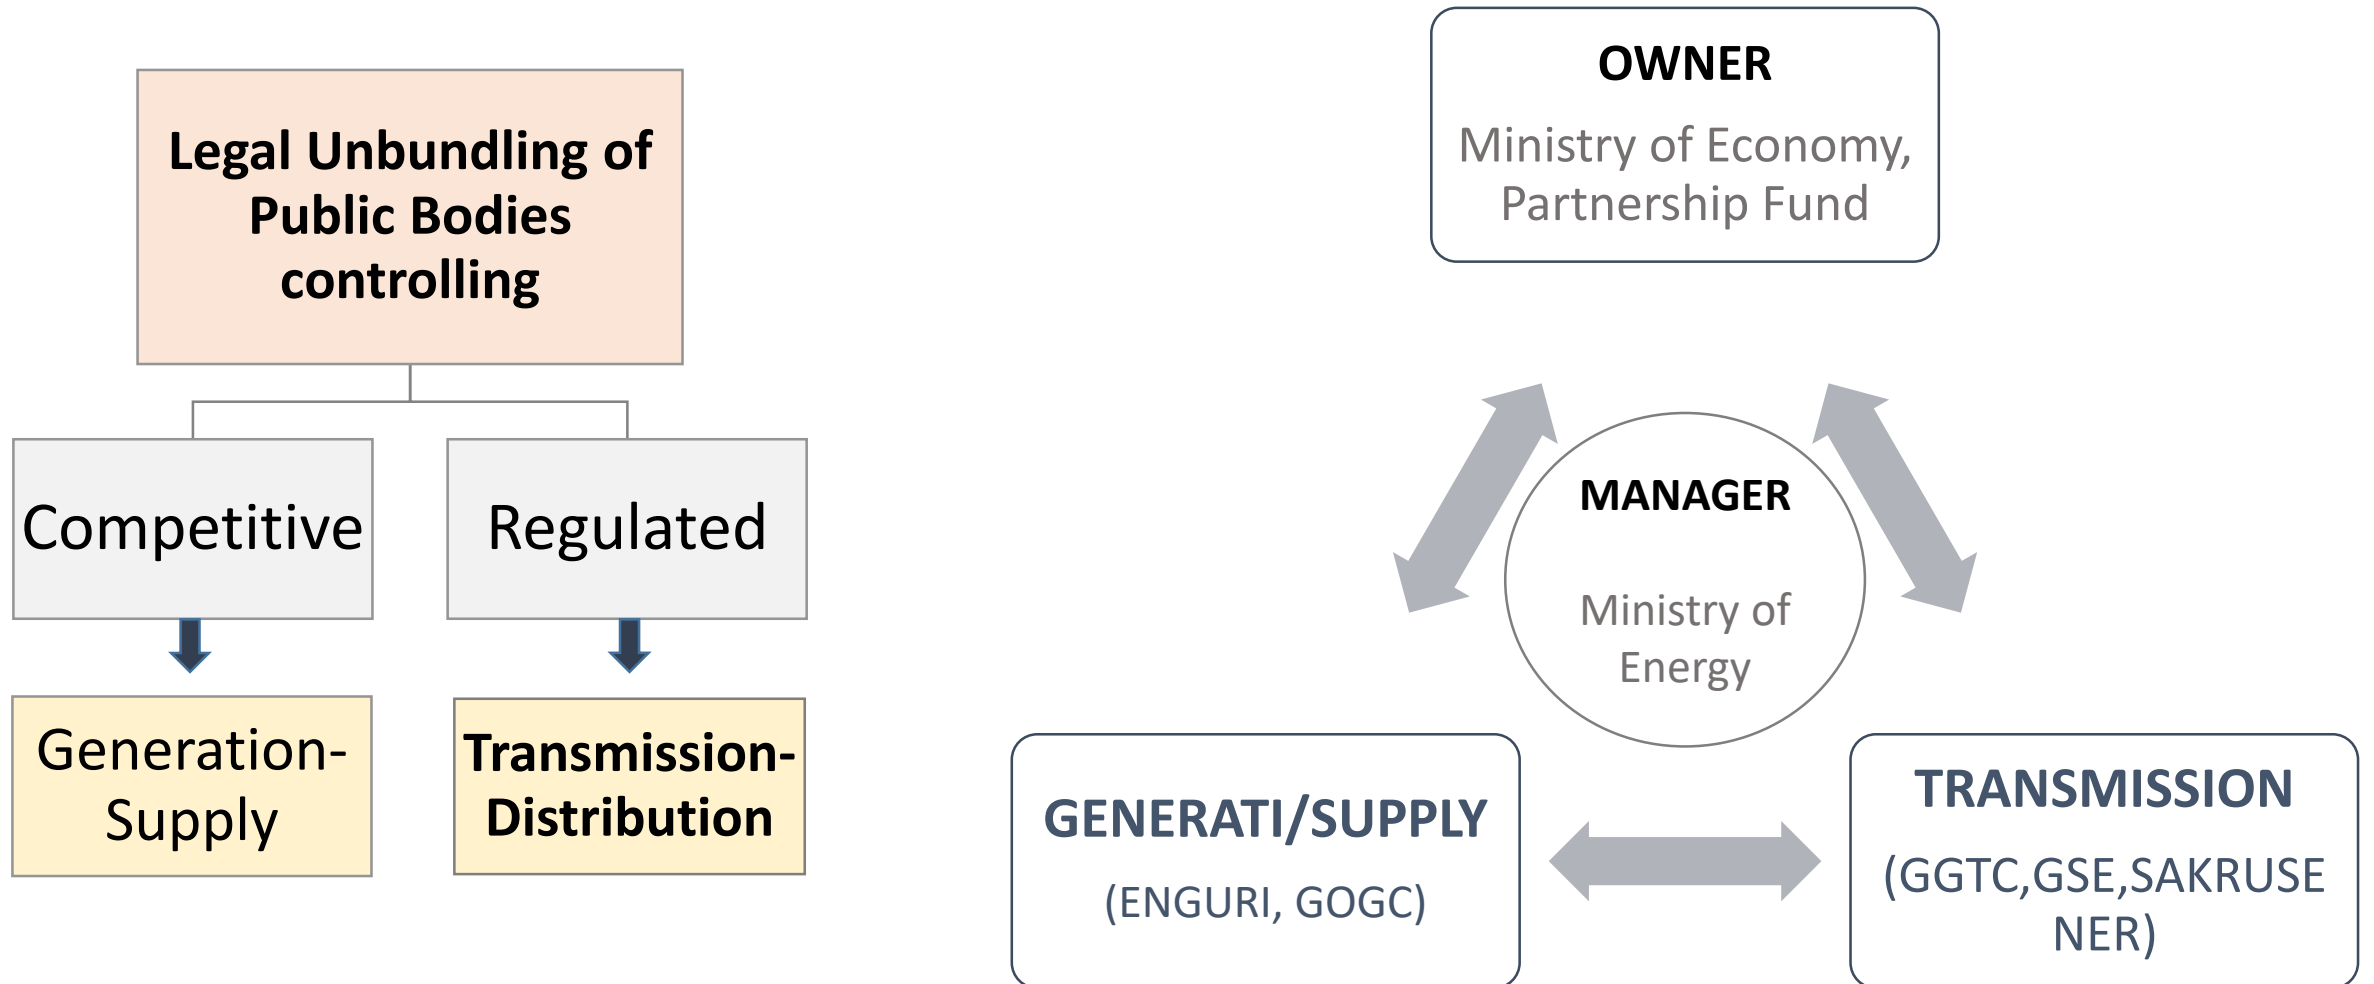 Legal Unbundling of
Public Bodies
controlling
Competitive
Regulated
Generation-
Supply
Transmission-
Distribution
OWNER
Ministry of Economy,
Partnership Fund
MANAGER
Ministry of
Energy
GENERATI/SUPPLY
(ENGURI, GOGC)
TRANSMISSION
(GGTC,GSE,SAKRUSE
NER)